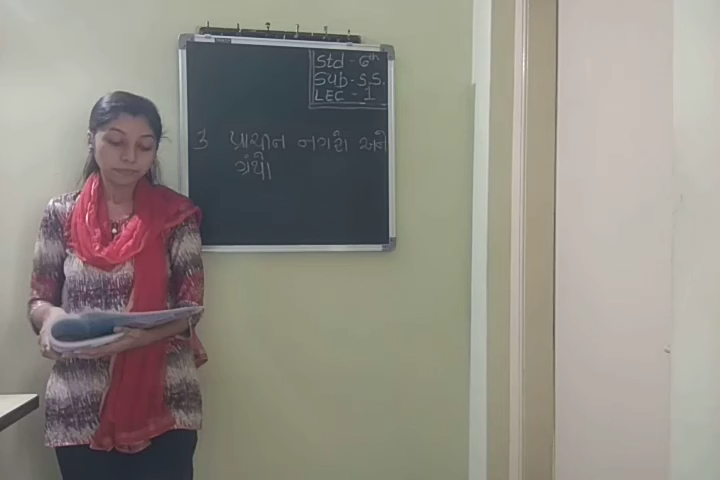 Std - 6th
Sub - S.S.
LEC - 1
3 પ્રાચીન નગરો અને
ગ્રંથો